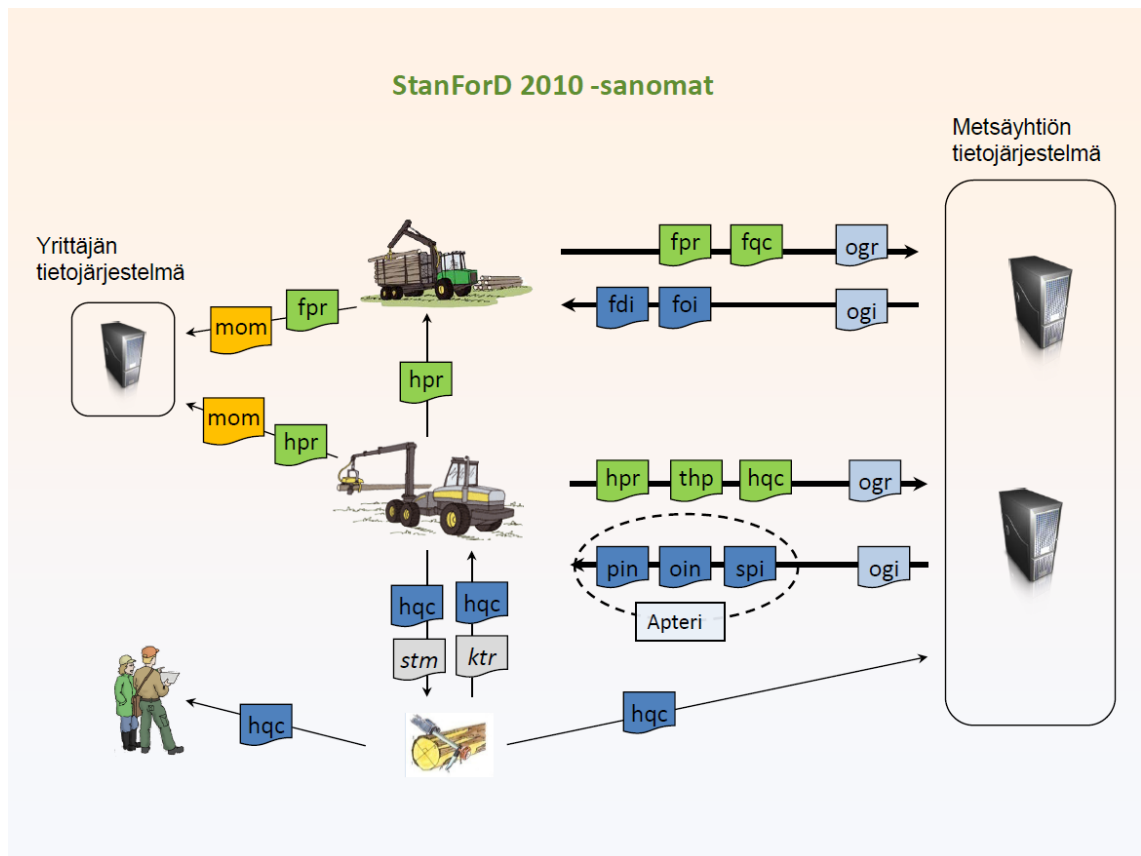 StanForD 2010 -sanomat
Metsäyhtiön
tietojärjestelmä
Yrittäjän
tietojärjestelmä
fpr
fqc
ogr
fdi
foi
ogi
mom
fpr
hpr
mom
hpr
hpr
thp
hqc
ogr
pin
oin
spi
ogi
Apteri
hqc
hqc
stm
ktr
hqc
hqc